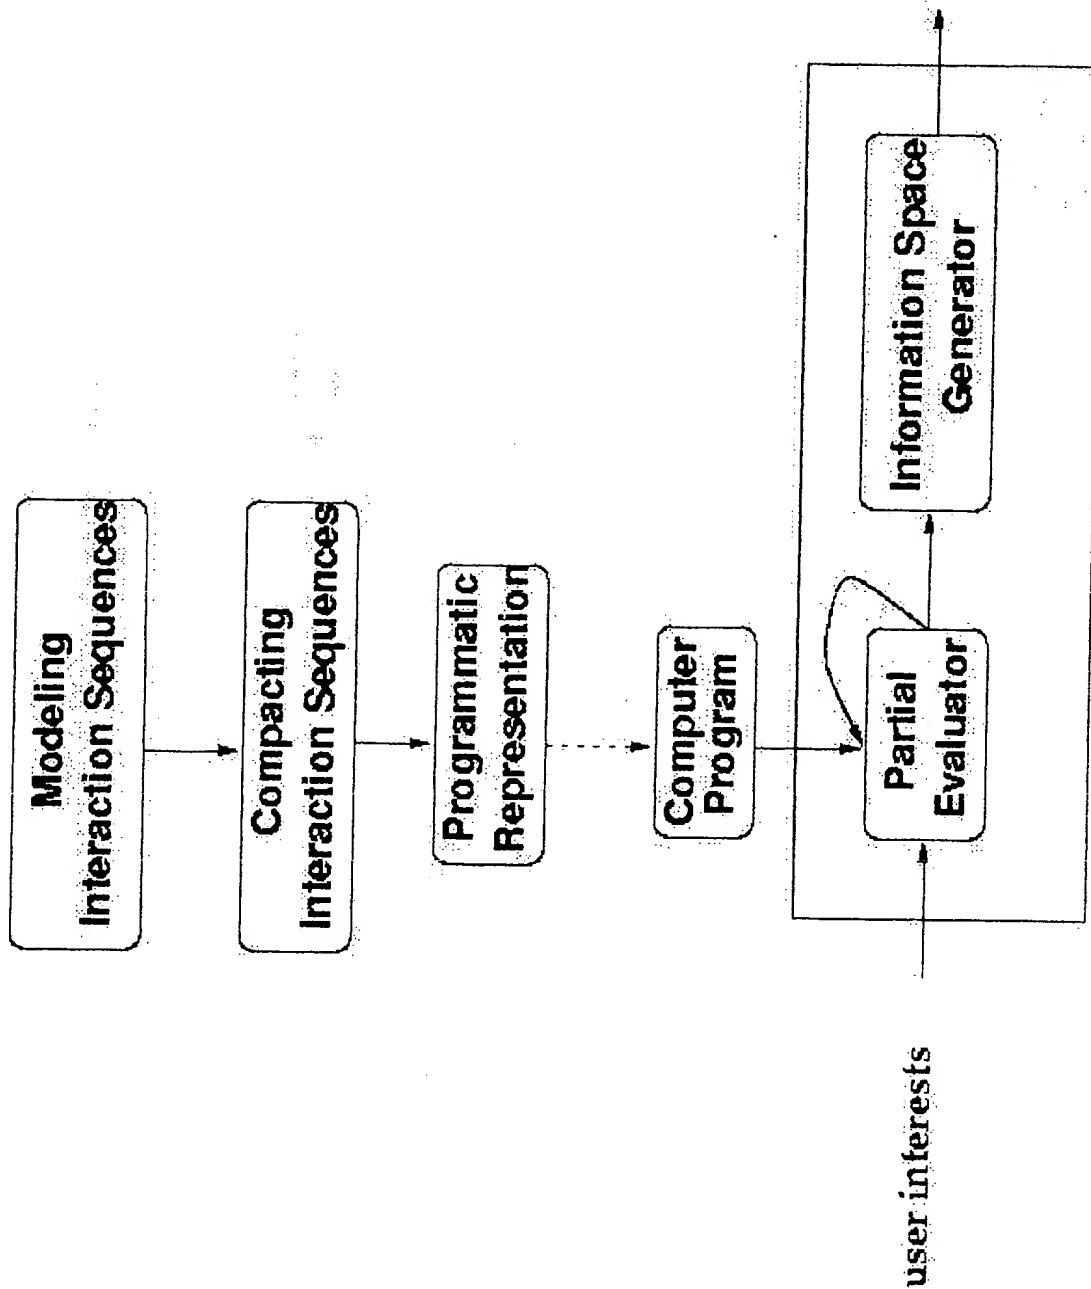 Modeling
Interaction Sequences
Compacting
Interaction Sequences
Programmatic
Representation
Computer
Program
Partial
Evaluator
Information Space
Generator
user interests